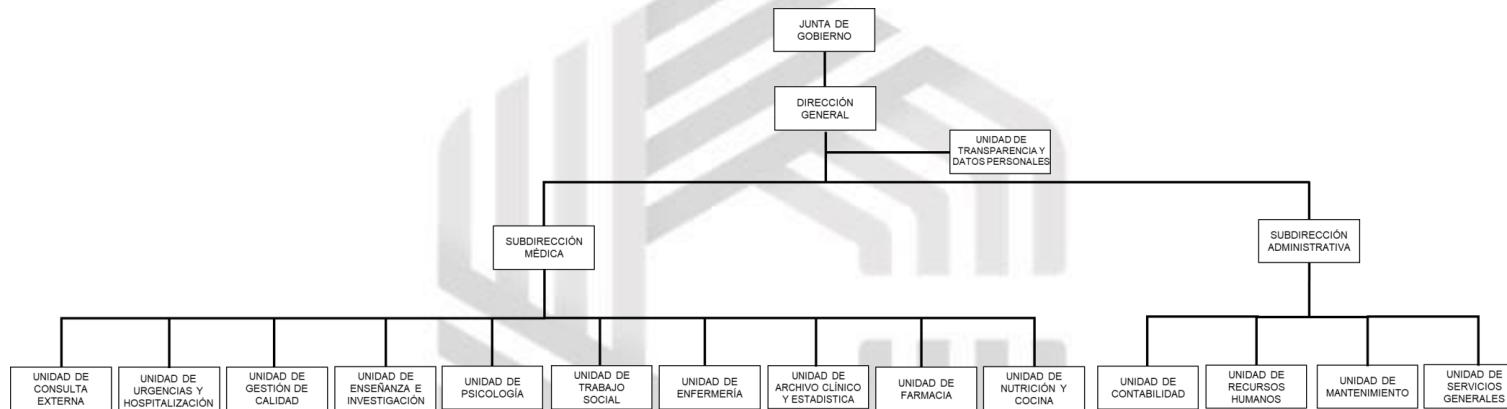 JUNTA DE
GOBIERNO
DIRECCIÓN
GENERAL
UNIDAD DE
TRANSPARENCIA Y
DATOS PERSONALES
SUBDIRECCIÓN
MÉDICA
SUBDIRECCIÓN
ADMINISTRATIVA
UNIDAD DE
CONSULTA
EXTERNA
UNIDAD DE
URGENCIAS Y
HOSPITALIZACIÓN
UNIDAD DE
GESTIÓN DE
CALIDAD
UNIDAD DE
ENSEÑANZA E
INVESTIGACIÓN
UNIDAD DE
PSICOLOGÍA
UNIDAD DE
TRABAJO
SOCIAL
UNIDAD DE
ENFERMERÍA
UNIDAD DE
ARCHIVO CLÍNICO
Y ESTADISTICA
UNIDAD DE
FARMACIA
UNIDAD DE
NUTRICIÓN Y
COCINA
UNIDAD DE
CONTABILIDAD
UNIDAD DE
RECURSOS
HUMANOS
UNIDAD DE
MANTENIMIENTO
UNIDAD DE
SERVICIOS
GENERALES